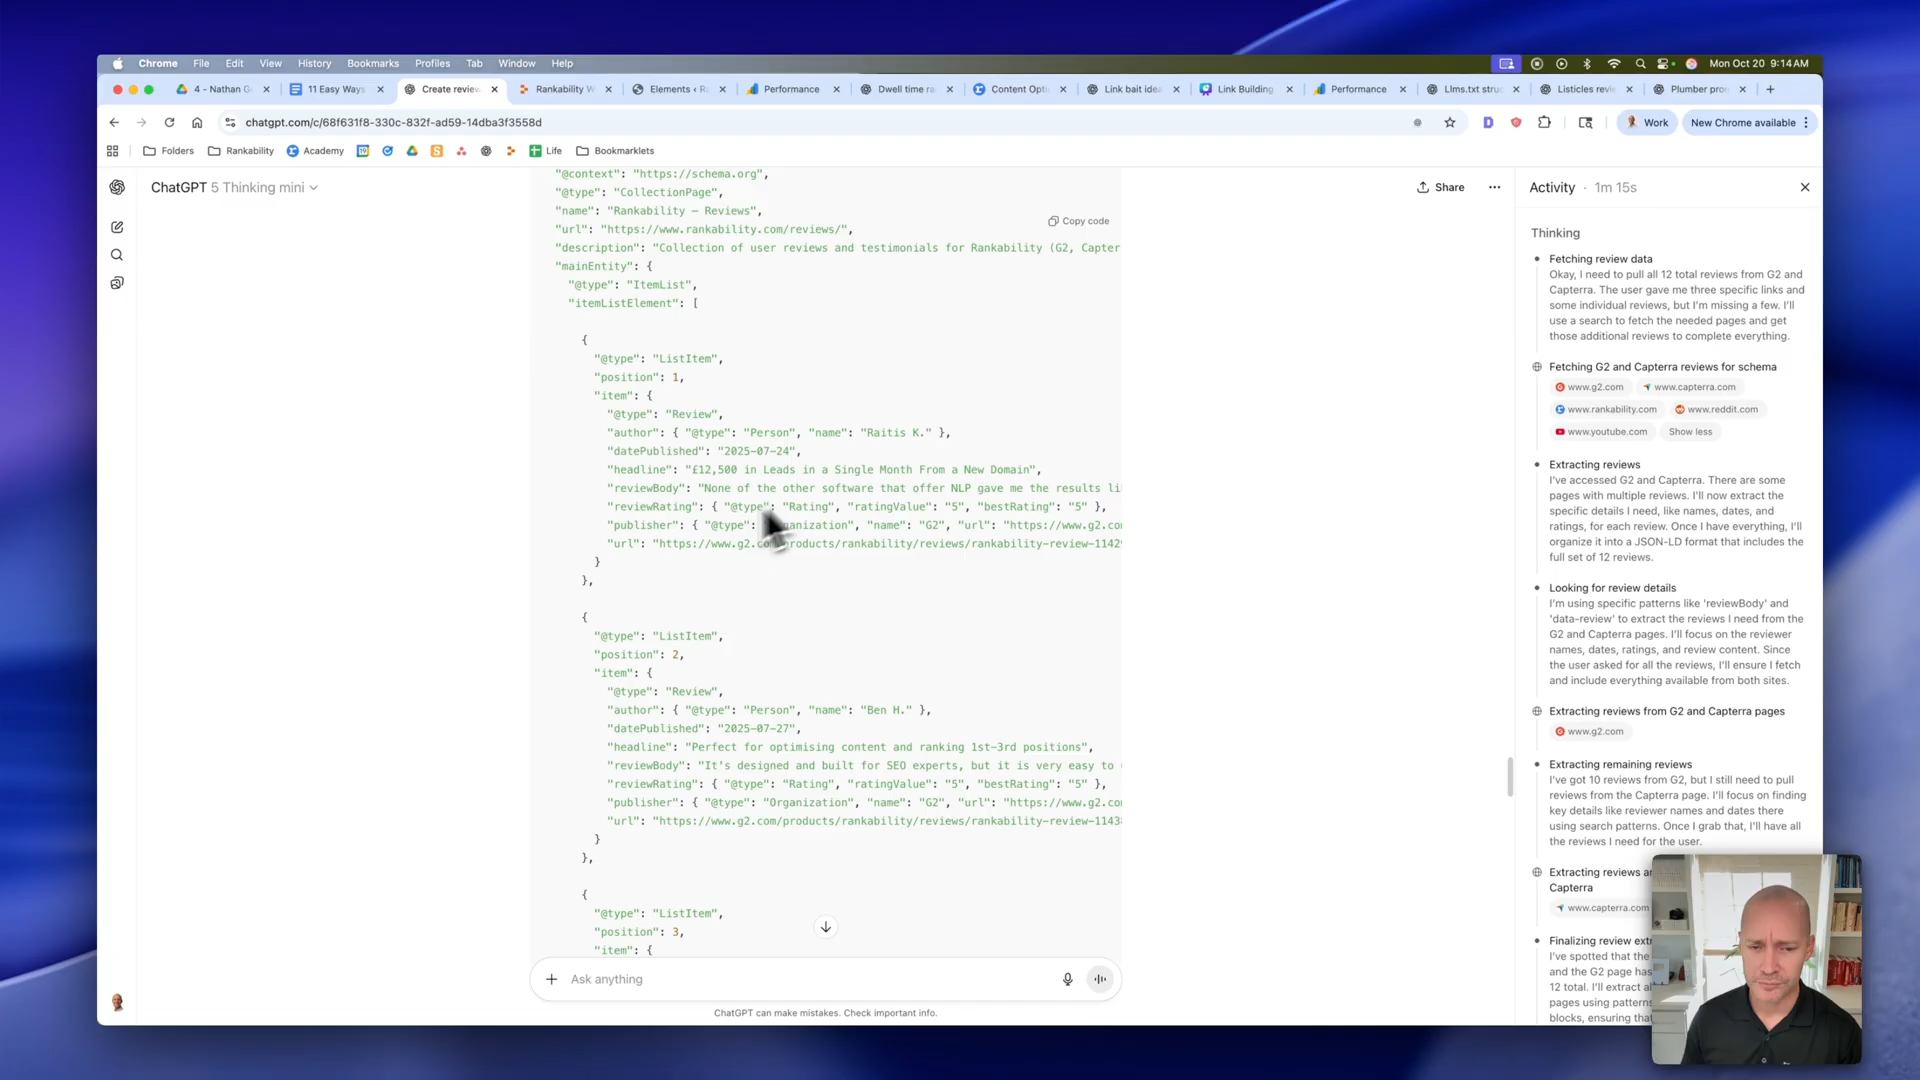 Chrome File Edit View History Bookmarks Profiles Tab Window Help Mon Oct 20 9:14 AM
4 - Nathan G 11 Easy Ways Create review Rankability W Elements ‹ R Performance Dwell time ra Content Opti Link bait idea Link Building Performance Llms.txt struc Listicles revie Plumber pro
chatgpt.com/c/68f631f8-330c-832f-ad59-14dba3f3558d Work New Chrome available
Folders Rankability Academy Life Bookmarklets
ChatGPT 5 Thinking mini
Share
Copy code
"@context": "https://schema.org",
"@type": "CollectionPage",
"name": "Rankability — Reviews",
"url": "https://www.rankability.com/reviews/",
"description": "Collection of user reviews and testimonials for Rankability (G2, Capter
"mainEntity": {
"@type": "ItemList",
"itemListElement": [
{
"@type": "ListItem",
"position": 1,
"item": {
"@type": "Review",
"author": { "@type": "Person", "name": "Raitis K." },
"datePublished": "2025-07-24",
"headline": "£12,500 in Leads in a Single Month From a New Domain",
"reviewBody": "None of the other software that offer NLP gave me the results li
"reviewRating": { "@type": "Rating", "ratingValue": "5", "bestRating": "5" },
"publisher": { "@type": ganization", "name": "G2", "url": "https://www.g2.co
"url": "https://www.g2.co products/rankability/reviews/rankability-review-1142
}
},
{
"@type": "ListItem",
"position": 2,
"item": {
"@type": "Review",
"author": { "@type": "Person", "name": "Ben H." },
"datePublished": "2025-07-27",
"headline": "Perfect for optimising content and ranking 1st-3rd positions",
"reviewBody": "It's designed and built for SEO experts, but it is very easy to
"reviewRating": { "@type": "Rating", "ratingValue": "5", "bestRating": "5" },
"publisher": { "@type": "Organization", "name": "G2", "url": "https://www.g2.co
"url": "https://www.g2.com/products/rankability/reviews/rankability-review-1143
}
},
{
"@type": "ListItem",
"position": 3,
"item": {
Ask anything
ChatGPT can make mistakes. Check important info.
Activity · 1m 15s
Thinking
Fetching review data
Okay, I need to pull all 12 total reviews from G2 and
Capterra. The user gave me three specific links and
some individual reviews, but I'm missing a few. I'll
use a search to fetch the needed pages and get
those additional reviews to complete everything.
Fetching G2 and Capterra reviews for schema
www.g2.com www.capterra.com
www.rankability.com www.reddit.com
www.youtube.com Show less
Extracting reviews
I've accessed G2 and Capterra. There are some
pages with multiple reviews. I'll now extract the
specific details I need, like names, dates, and
ratings, for each review. Once I have everything, I'll
organize it into a JSON-LD format that includes the
full set of 12 reviews.
Looking for review details
I'm using specific patterns like 'reviewBody' and
'data-review' to extract the reviews I need from the
G2 and Capterra pages. I'll focus on the reviewer
names, dates, ratings, and review content. Since
the user asked for all the reviews, I'll ensure I fetch
and include everything available from both sites.
Extracting reviews from G2 and Capterra pages
www.g2.com
Extracting remaining reviews
I've got 10 reviews from G2, but I still need to pull
reviews from the Capterra page. I'll focus on finding
key details like reviewer names and dates there
using search patterns. Once I grab that, I'll have all
the reviews I need for the user.
Extracting reviews a
Capterra
www.capterra.com
Finalizing review ext
I've spotted that the
and the G2 page has
12 total. I'll extract a
pages using pattern
blocks, ensuring tha